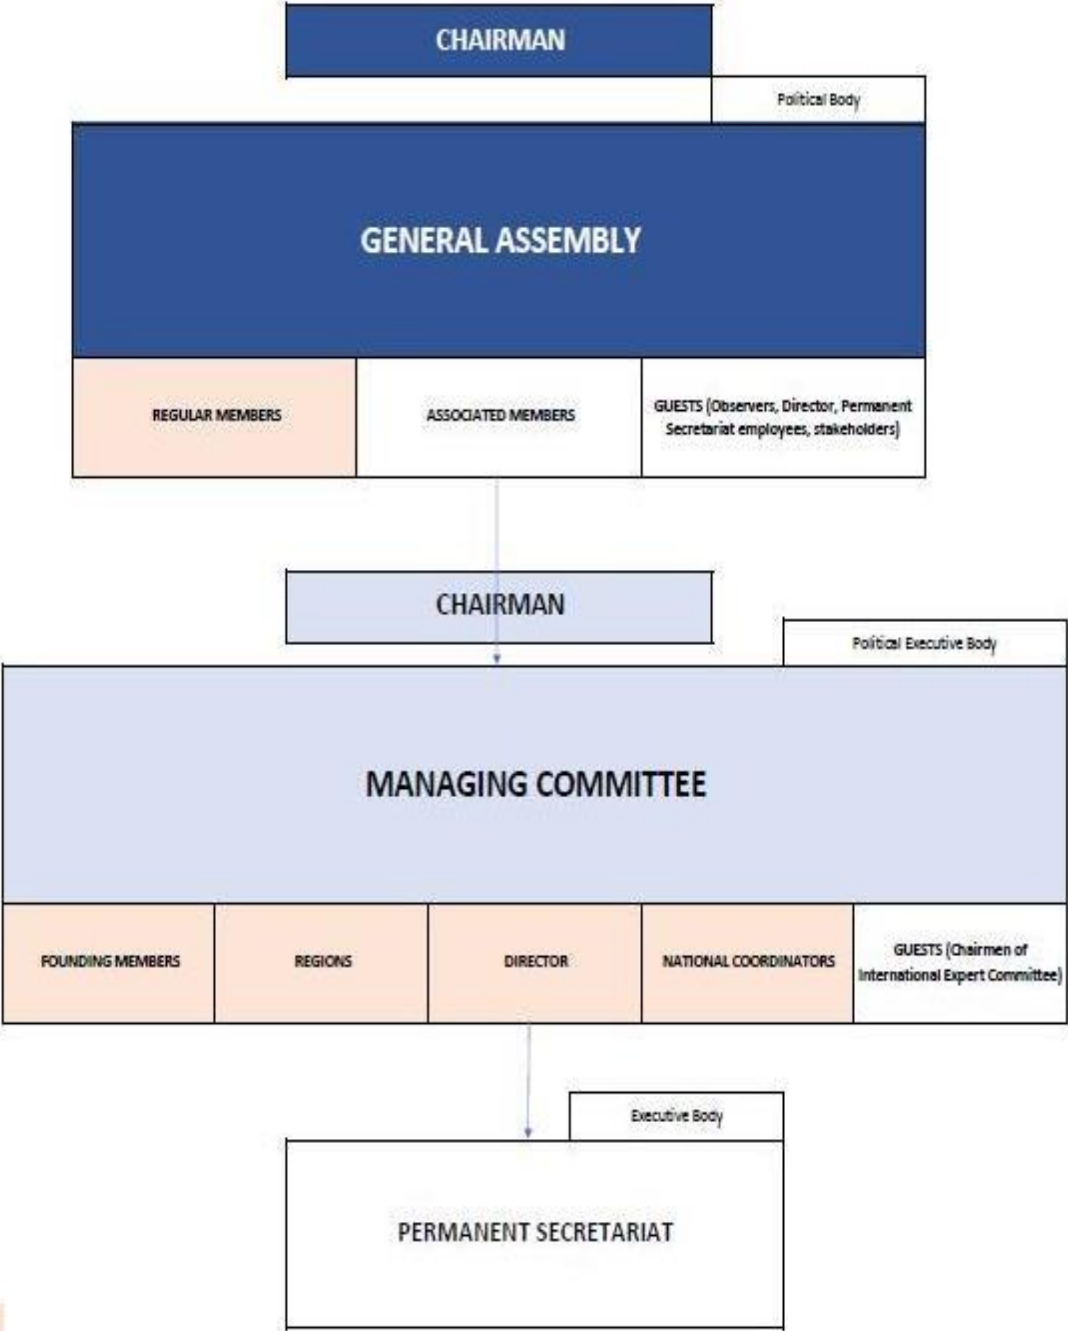 CHAIRMAN
Political Body
GENERAL ASSEMBLY
REGULAR MEMBERS
ASSOCIATED MEMBERS
GUESTS (Observers, Director, Permanent
Secretariat employees, stakeholders)
CHAIRMAN
Political Executive Body
MANAGING COMMITTEE
FOUNDING MEMBERS
REGIONS
DIRECTOR
NATIONAL COORDINATORS
GUESTS (Chairmen of
International Expert Committee)
Executive Body
PERMANENT SECRETARIAT